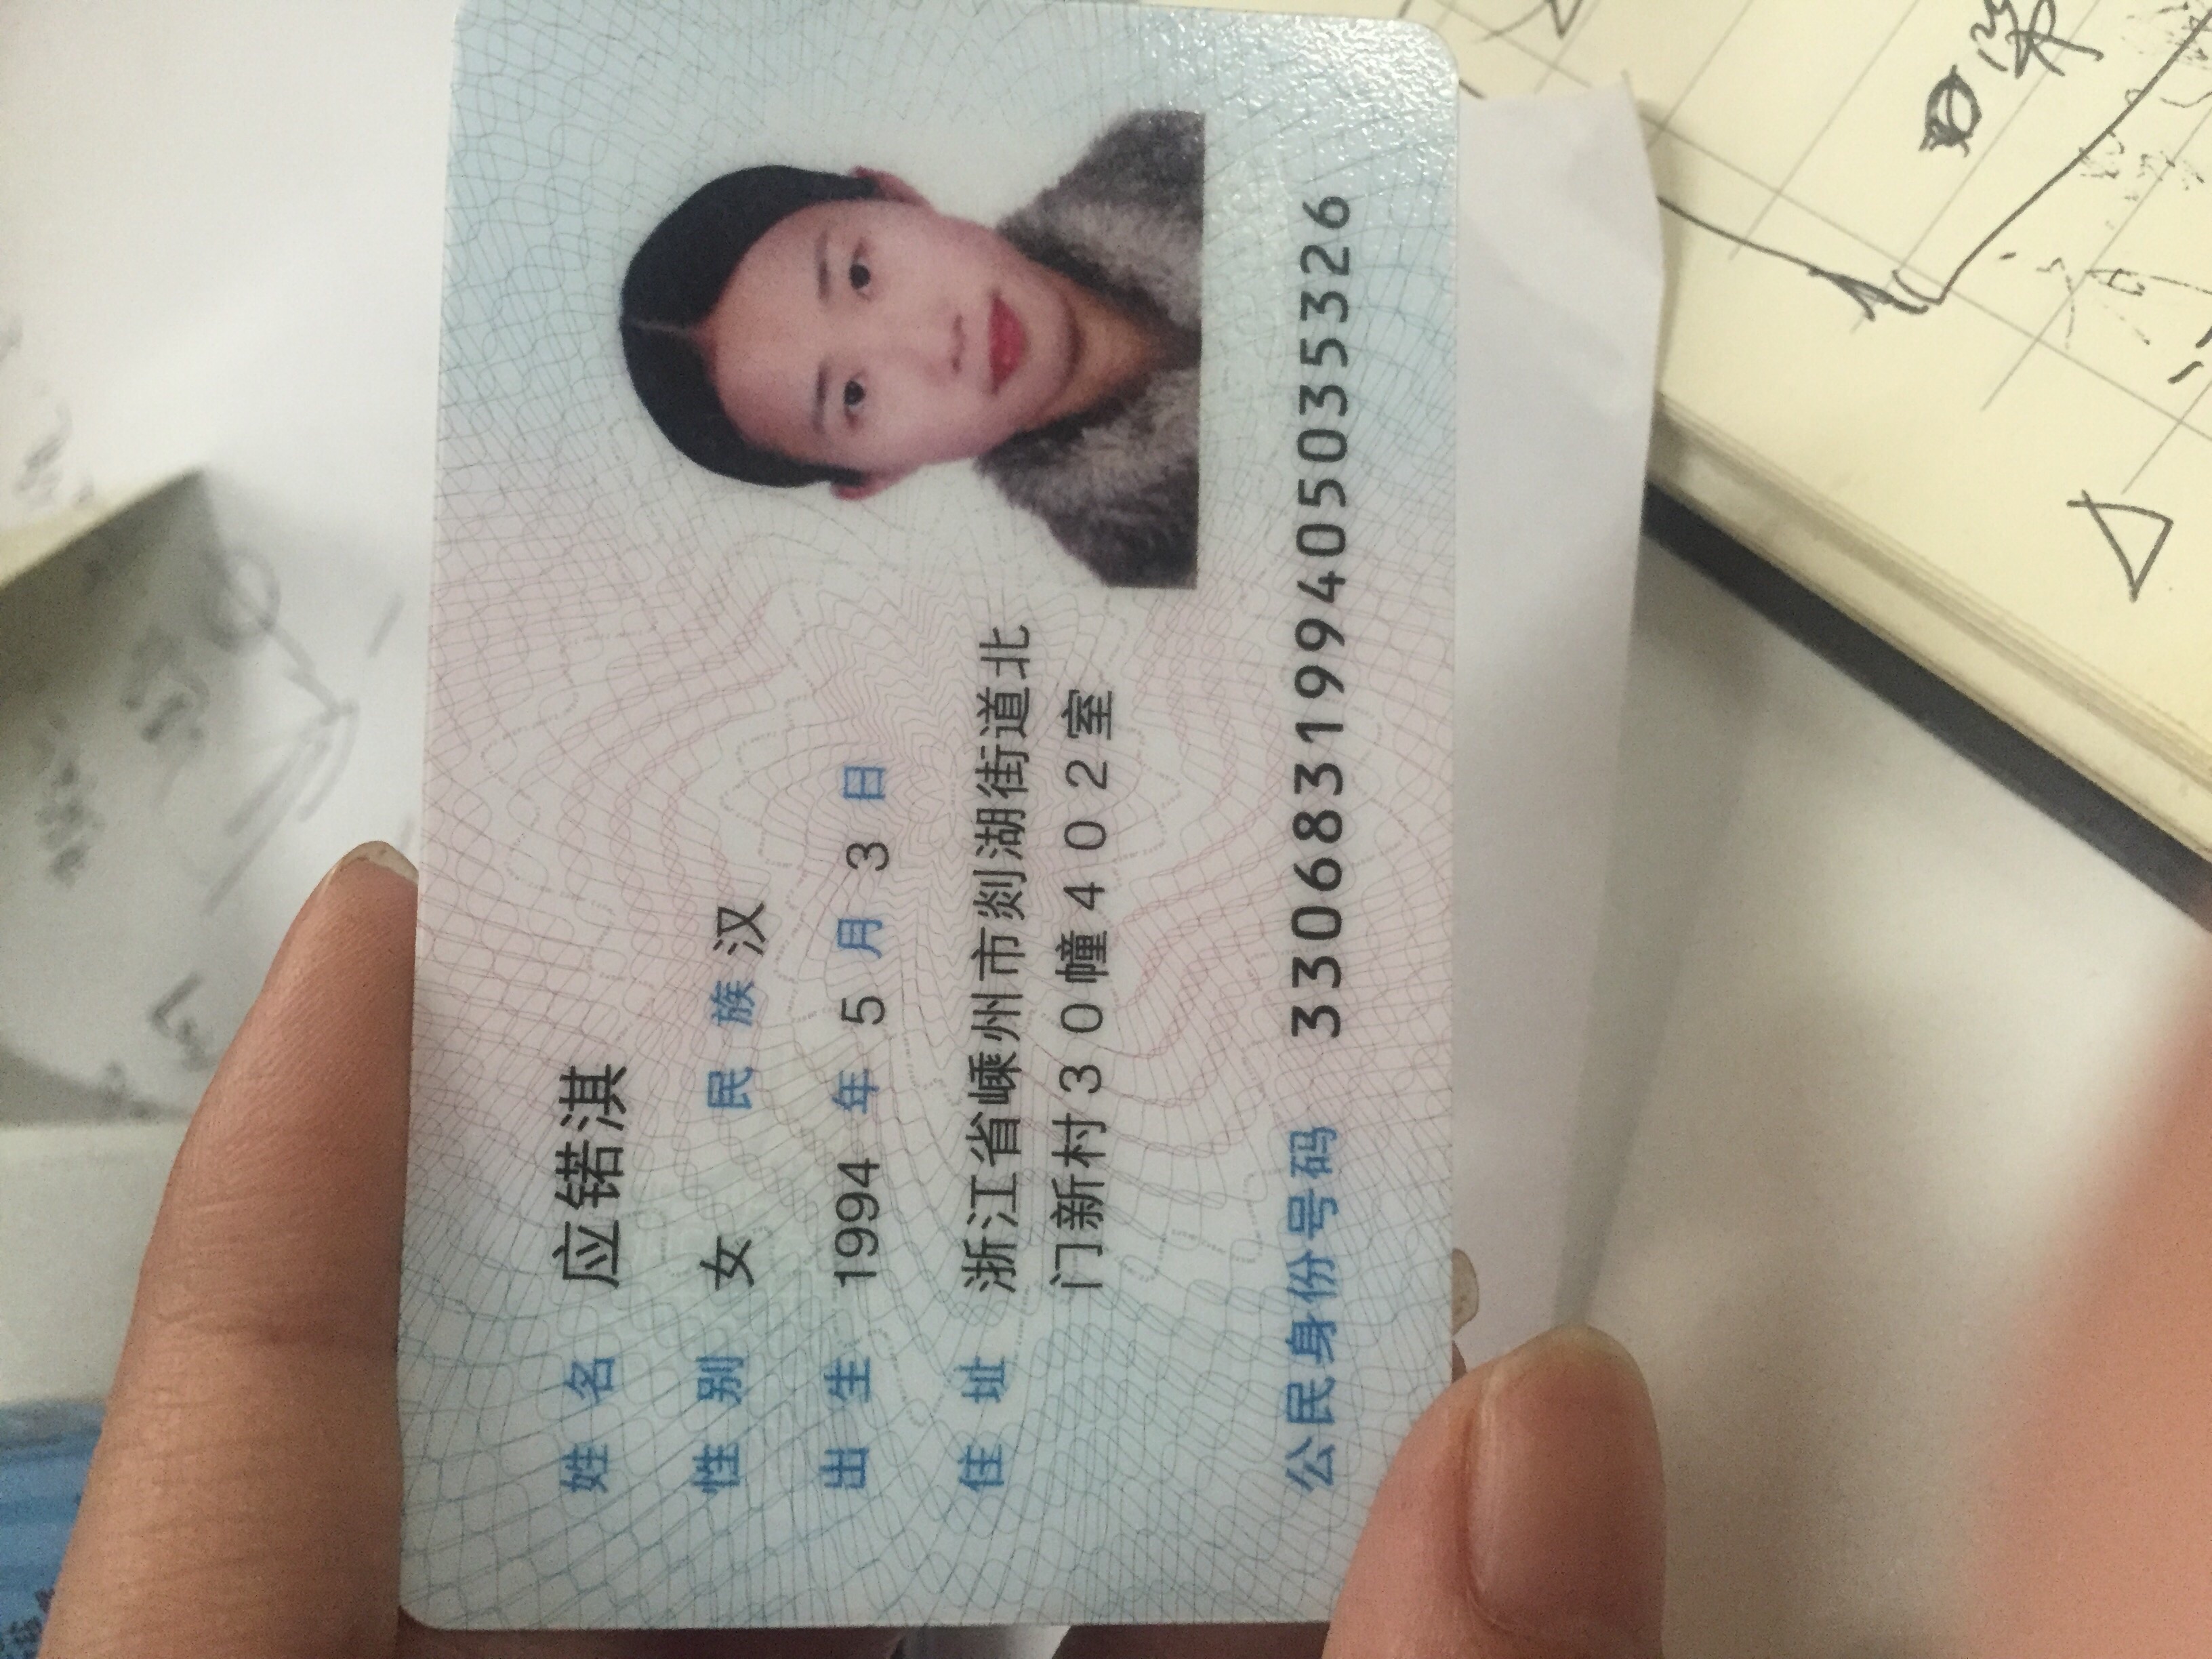 姓名 应锘淇
性别 女 民族 汉
出生 1994 年 5 月 3 日
住址 浙江省嵊州市剡湖街道北
门新村30幢402室
公民身份号码 330683199405035326